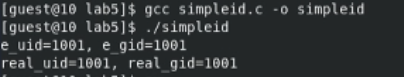 [guest@10 lab5]$ gcc simpleid.c -o simpleid
[guest@10 lab5]$ ./simpleid
e_uid=1001, e_gid=1001
real_uid=1001, real_gid=1001